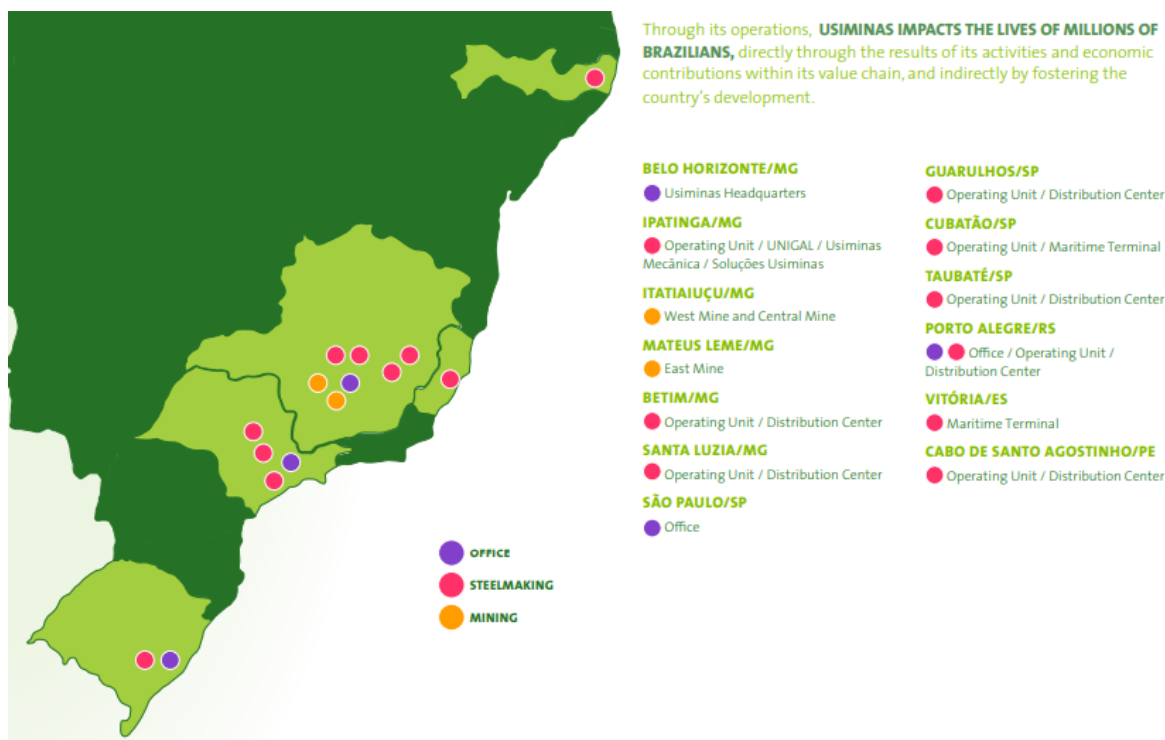 Through its operations, USIMINAS IMPACTS THE LIVES OF MILLIONS OF
BRAZILIANS, directly through the results of its activities and economic
contributions within its value chain, and indirectly by fostering the
country's development.
BELO HORIZONTE/MG
Usiminas Headquarters
IPATINGA/MG
Operating Unit / UNIGAL / Usiminas
Mecânica / Soluções Usiminas
ITATIAIUÇU/MG
West Mine and Central Mine
MATEUS LEME/MG
East Mine
BETIM/MG
Operating Unit / Distribution Center
SANTA LUZIA/MG
Operating Unit / Distribution Center
SÃO PAULO/SP
Office
GUARULHOS/SP
Operating Unit / Distribution Center
CUBATÃO/SP
Operating Unit / Maritime Terminal
TAUBATÉ/SP
Operating Unit / Distribution Center
PORTO ALEGRE/RS
Office / Operating Unit /
Distribution Center
VITÓRIA/ES
Maritime Terminal
CABO DE SANTO AGOSTINHO/PE
Operating Unit / Distribution Center
OFFICE
STEELMAKING
MINING